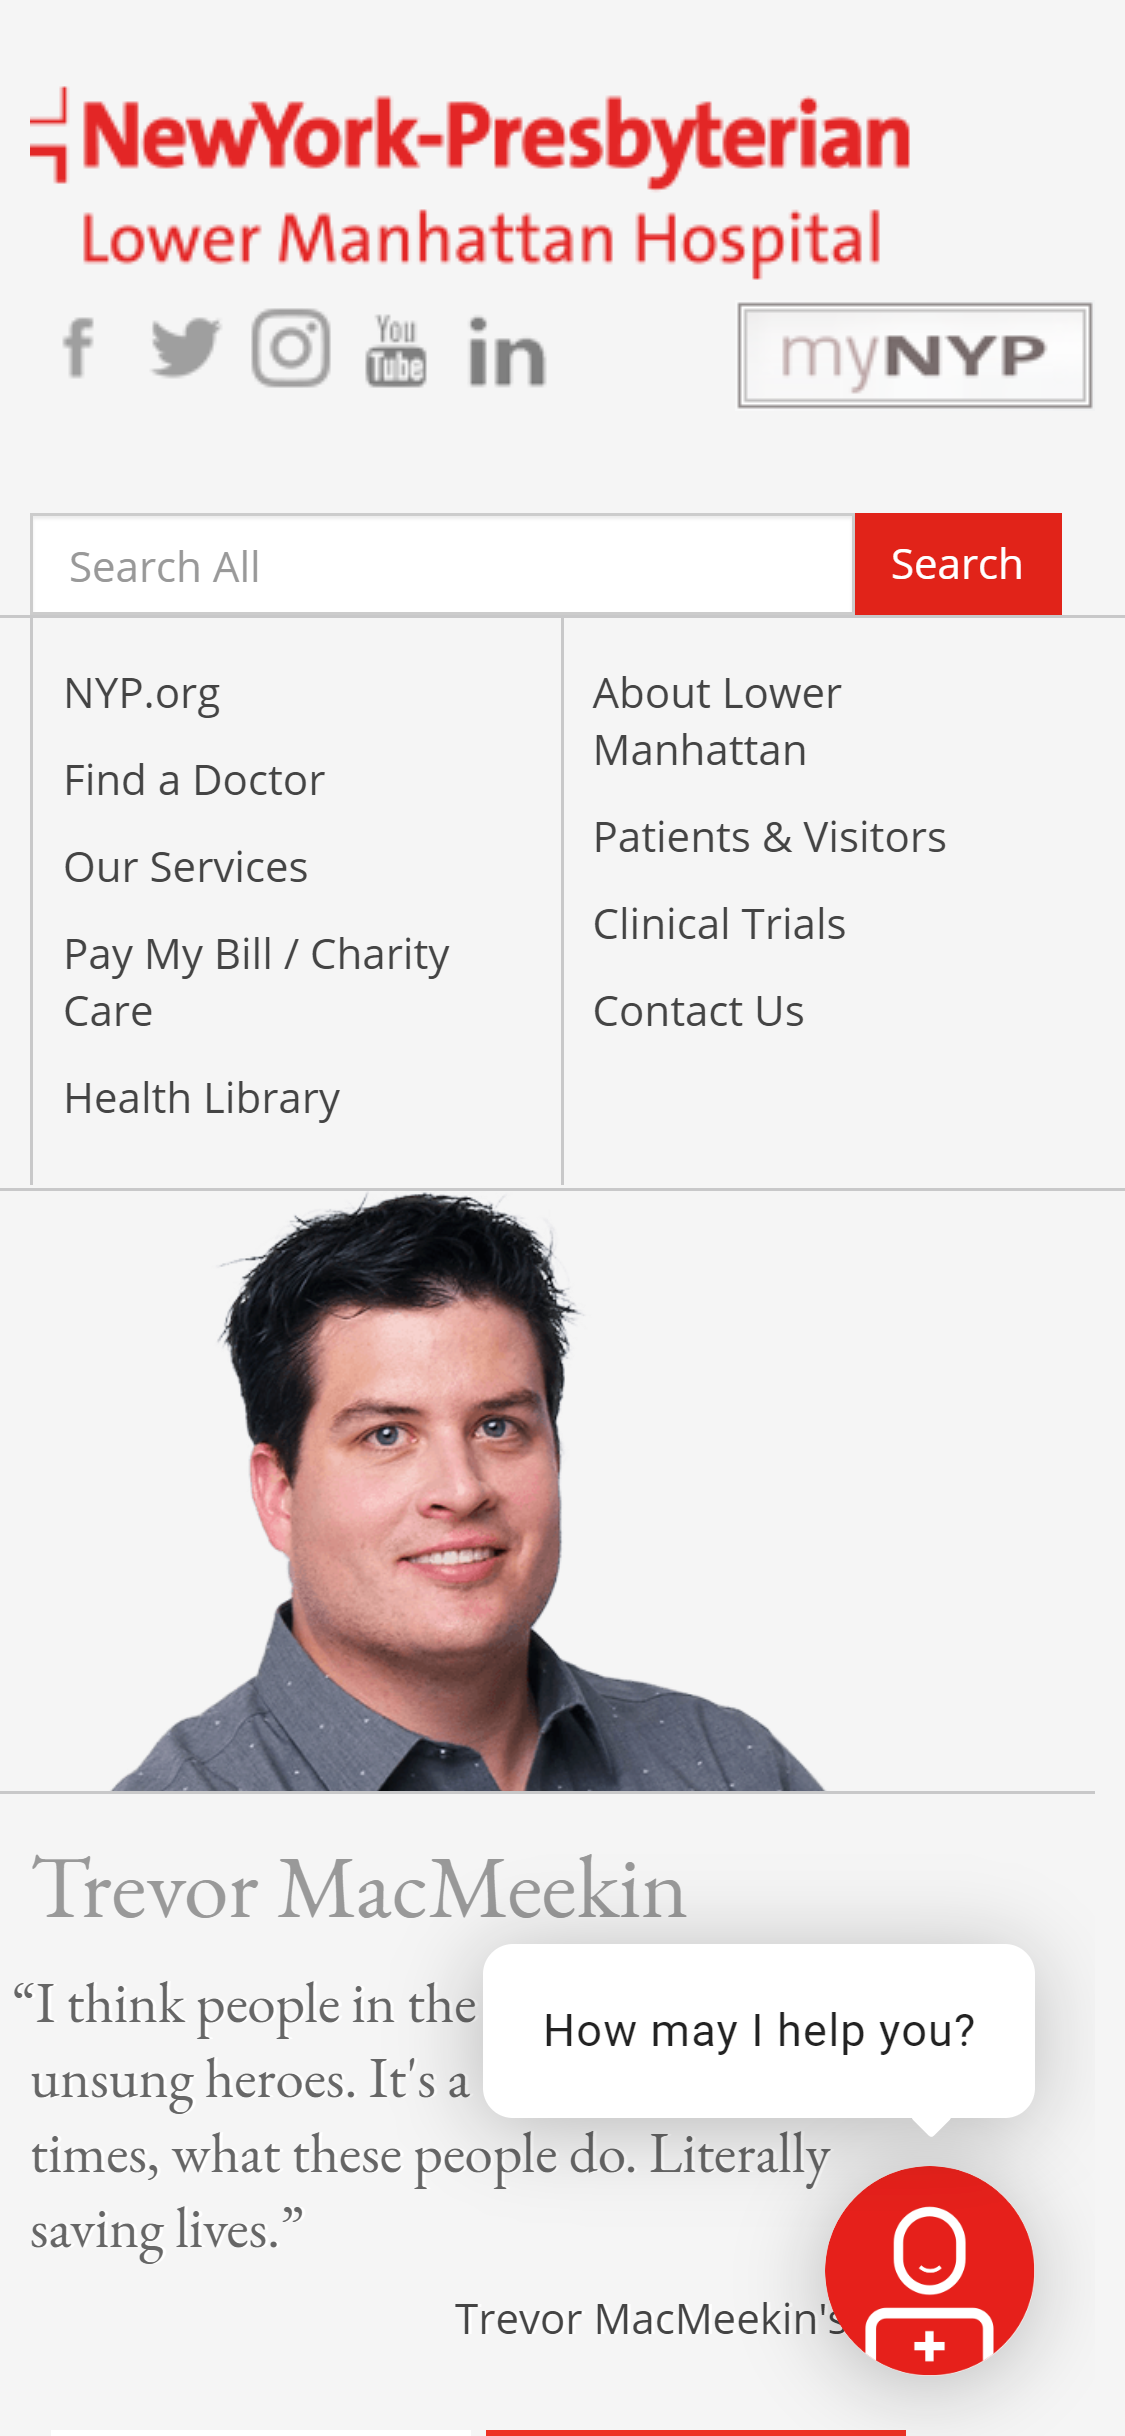 NewYork-Presbyterian
Lower Manhattan Hospital
f
You
Tube
in
myNYP
Search All
Search
NYP.org
Find a Doctor
Our Services
Pay My Bill / Charity
Care
Health Library
About Lower
Manhattan
Patients & Visitors
Clinical Trials
Contact Us
Trevor MacMeekin
“I think people in the
unsung heroes. It's a
times, what these people do. Literally
saving lives.”
How may I help you?
Trevor MacMeekin's